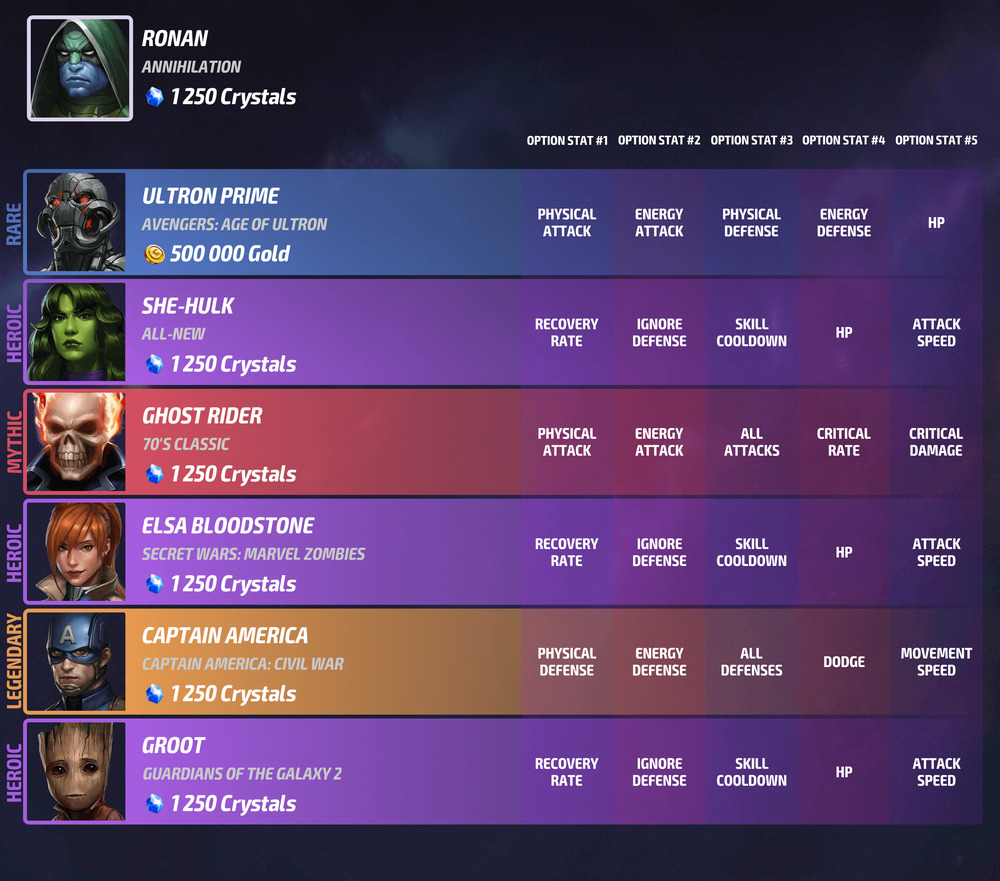 RONAN
ANNIHILATION
1 250 Crystals
OPTION STAT #1 OPTION STAT #2 OPTION STAT #3 OPTION STAT #4 OPTION STAT #5
RARE
ULTRON PRIME
AVENGERS: AGE OF ULTRON
500 000 Gold
PHYSICAL ATTACK
ENERGY ATTACK
PHYSICAL DEFENSE
ENERGY DEFENSE
HP
HEROIC
SHE-HULK
ALL-NEW
1 250 Crystals
RECOVERY RATE
IGNORE DEFENSE
SKILL COOLDOWN
HP
ATTACK SPEED
MYTHIC
GHOST RIDER
70'S CLASSIC
1 250 Crystals
PHYSICAL ATTACK
ENERGY ATTACK
ALL ATTACKS
CRITICAL RATE
CRITICAL DAMAGE
HEROIC
ELSA BLOODSTONE
SECRET WARS: MARVEL ZOMBIES
1 250 Crystals
RECOVERY RATE
IGNORE DEFENSE
SKILL COOLDOWN
HP
ATTACK SPEED
LEGENDARY
A
CAPTAIN AMERICA
CAPTAIN AMERICA: CIVIL WAR
1 250 Crystals
PHYSICAL DEFENSE
ENERGY DEFENSE
ALL DEFENSES
DODGE
MOVEMENT SPEED
HEROIC
GROOT
GUARDIANS OF THE GALAXY 2
1 250 Crystals
RECOVERY RATE
IGNORE DEFENSE
SKILL COOLDOWN
HP
ATTACK SPEED